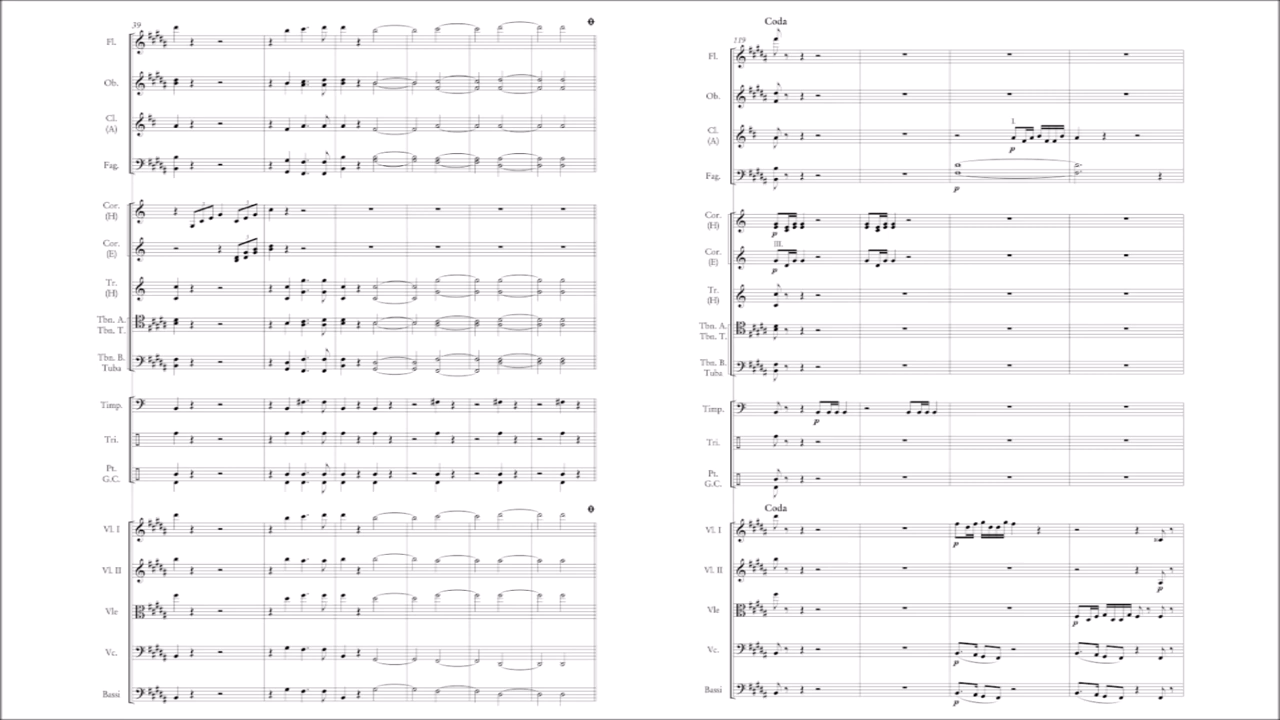 39
Fl.
Ob.
Cl.
(A)
Fag.
Cor.
(H)
Cor.
(E)
Tr.
(H)
Tbn. A.
Tbn. T.
Tbn. B.
Tuba
Timp.
Tri.
Pt.
G.C.
Vl. I
Vl. II
Vle
Vc.
Bassi
Coda
119
Fl.
Ob.
Cl.
(A)
I.
p
Fag.
p
Cor.
(H)
p
Cor.
(E)
III.
p
Tr.
(H)
Tbn. A.
Tbn. T.
Tbn. B.
Tuba
Timp.
p
Tri.
Pt.
G.C.
Coda
Vl. I
p
Vl. II
p
Vle
p
Vc.
p
Bassi
p